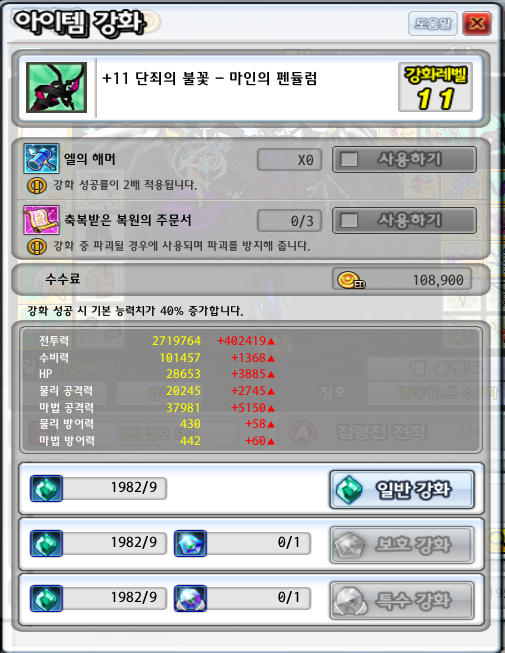 아이템 강화
도움말
+11 단죄의 불꽃 - 마인의 펜듈럼
강화레벨
11
엘의 해머
X0
사용하기
강화 성공률이 2배 적용됩니다.
축복받은 복원의 주문서
0/3
사용하기
강화 중 파괴될 경우에 사용되며 파괴를 방지해 줍니다.
수수료
ED
108,900
강화 성공 시 기본 능력치가 40% 증가합니다.
전투력 2719764 +402419▲
수비력 101457 +1368▲
HP 28653 +3885▲
물리 공격력 20245 +2745▲
마법 공격력 37981 +5150▲
물리 방어력 430 +58▲
마법 방어력 442 +60▲
1982/9
일반 강화
1982/9
0/1
보호 강화
1982/9
0/1
특수 강화